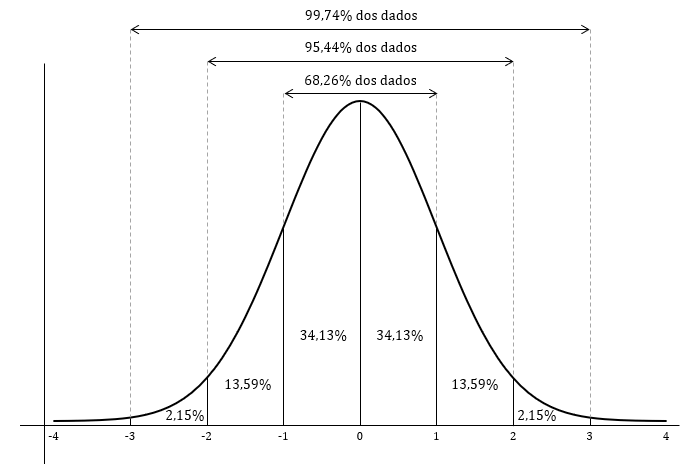 99,74% dos dados
95,44% dos dados
68,26% dos dados
34,13% 34,13%
13,59% 13,59%
2,15% 2,15%
-4 -3 -2 -1 0 1 2 3 4